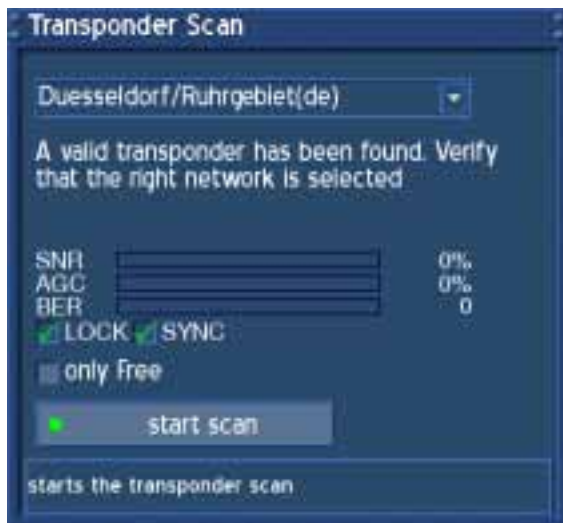 Transponder Scan
Duesseldorf/Ruhrgebiet(de)
A valid transponder has been found. Verify
that the right network is selected
SNR 0%
AGC 0%
BER 0
LOCK SYNC
only Free
start scan
starts the transponder scan